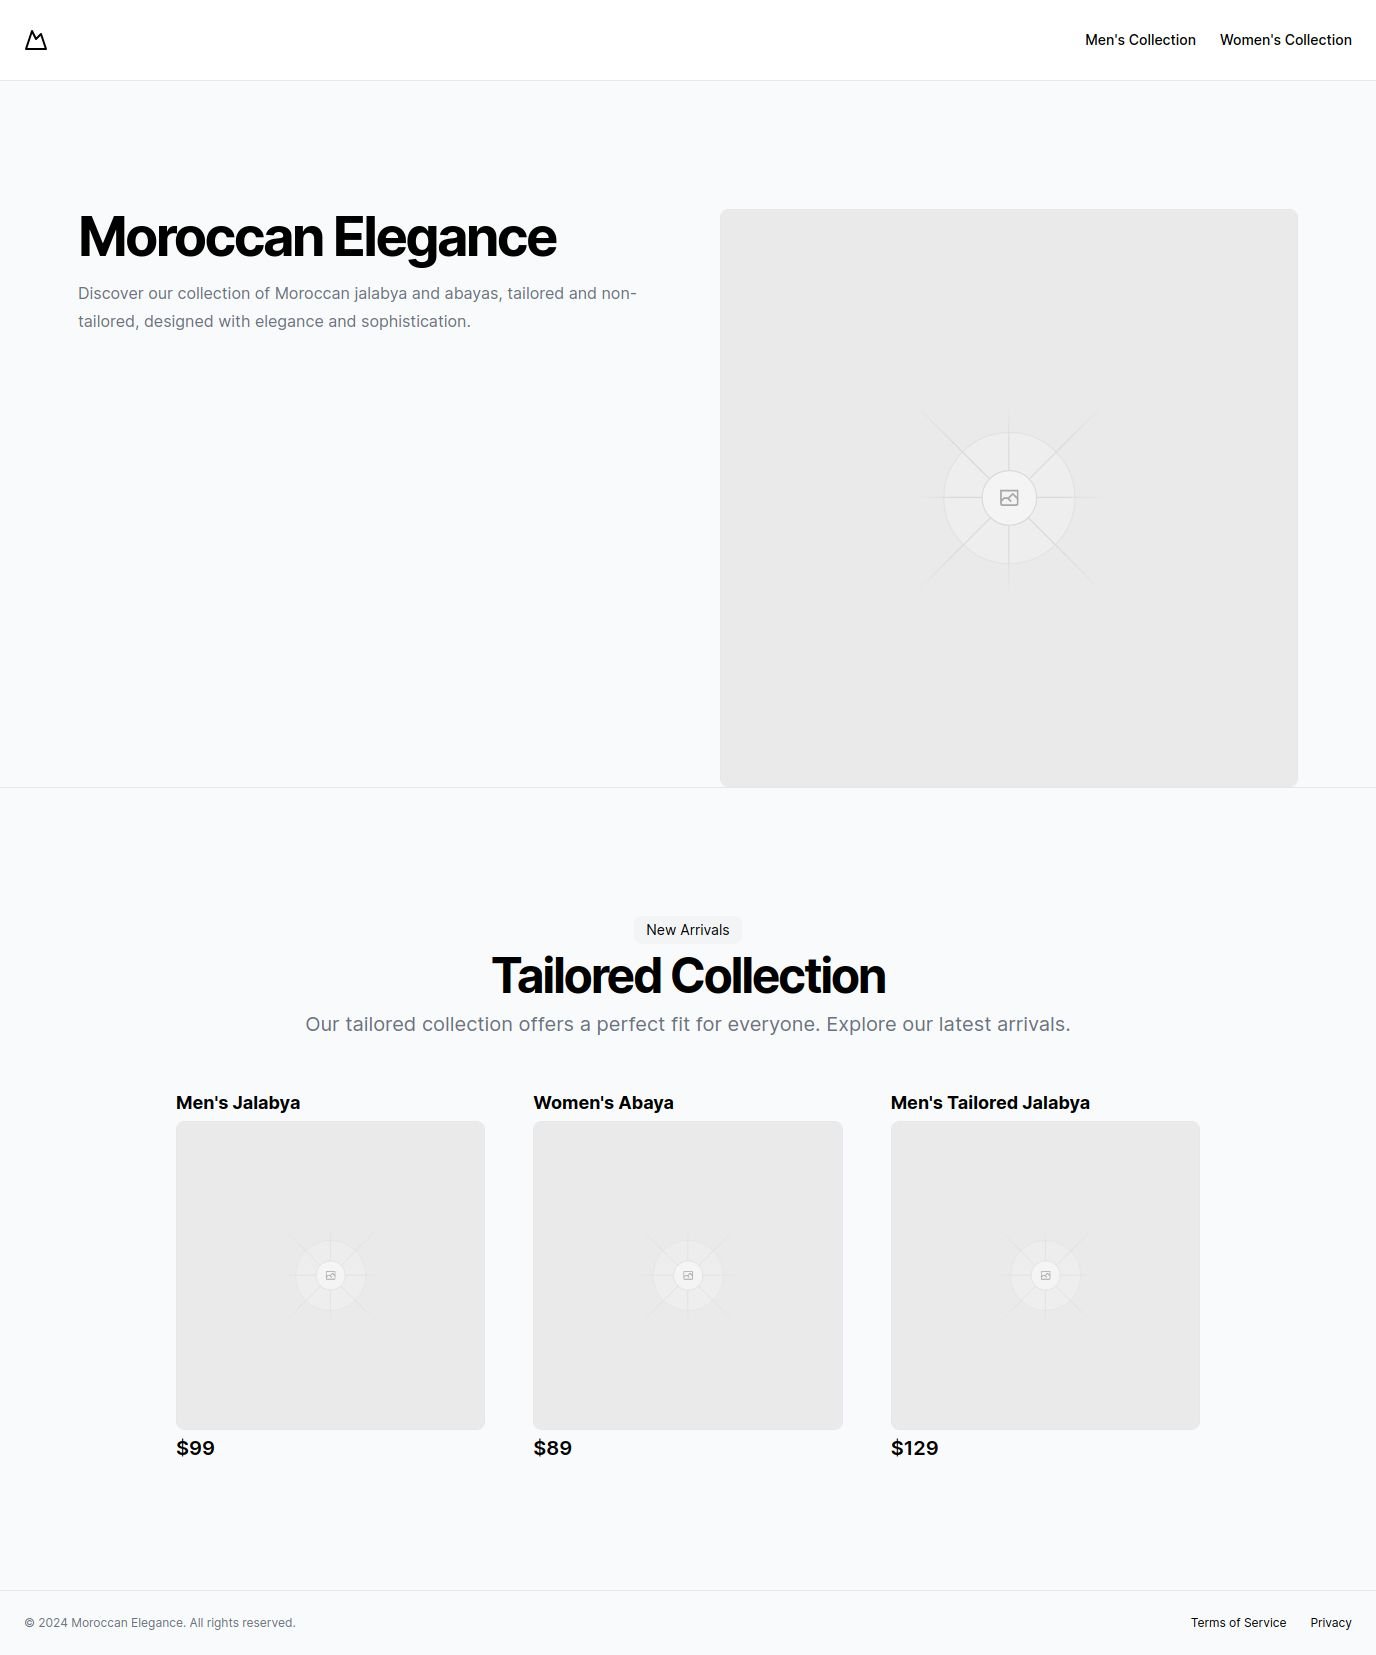 Men's Collection Women's Collection
Moroccan Elegance
Discover our collection of Moroccan jalabya and abayas, tailored and non-
tailored, designed with elegance and sophistication.
New Arrivals
Tailored Collection
Our tailored collection offers a perfect fit for everyone. Explore our latest arrivals.
Men's Jalabya
$99
Women's Abaya
$89
Men's Tailored Jalabya
$129
© 2024 Moroccan Elegance. All rights reserved.
Terms of Service Privacy